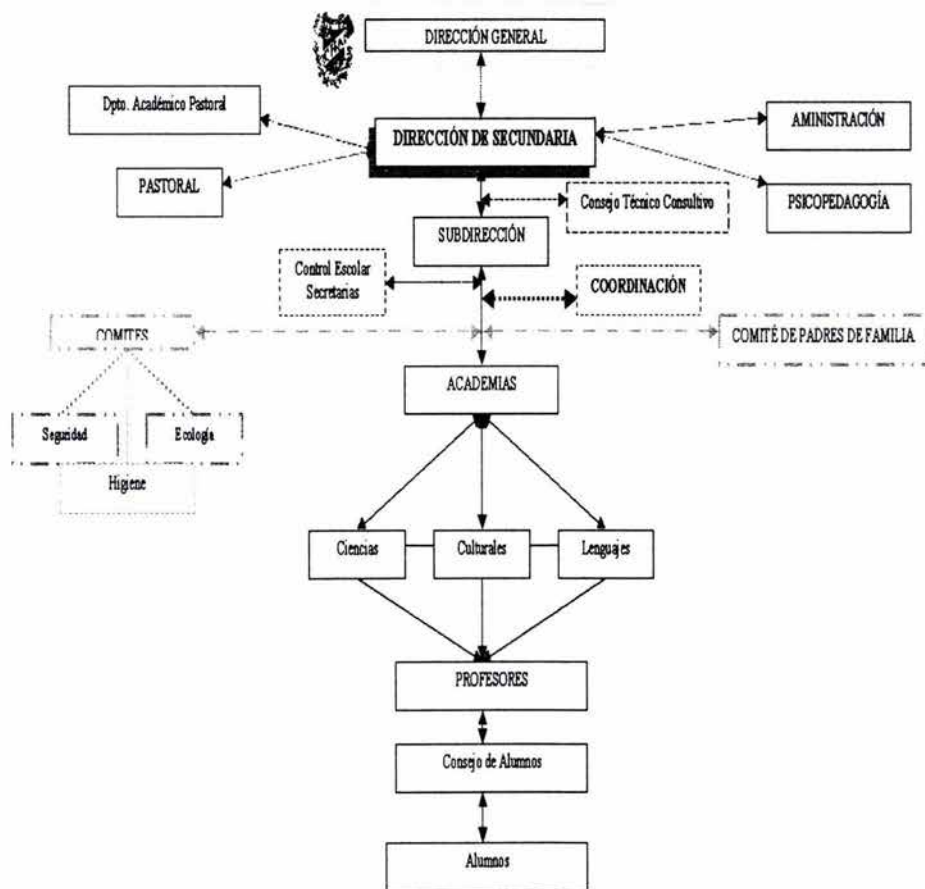 DIRECCIÓN GENERAL
Dpto. Académico Pastoral
DIRECCIÓN DE SECUNDARIA
AMINISTRACIÓN
PASTORAL
Consejo Técnico Consultivo
PSICOPEDAGOGÍA
SUBDIRECCIÓN
Control Escolar
Secretarias
COORDINACIÓN
COMITES
COMITÉ DE PADRES DE FAMILIA
ACADEMIAS
Seguridad
Ecología
Higiene
Ciencias
Culturales
Lenguajes
PROFESORES
Consejo de Alumnos
Alumnos